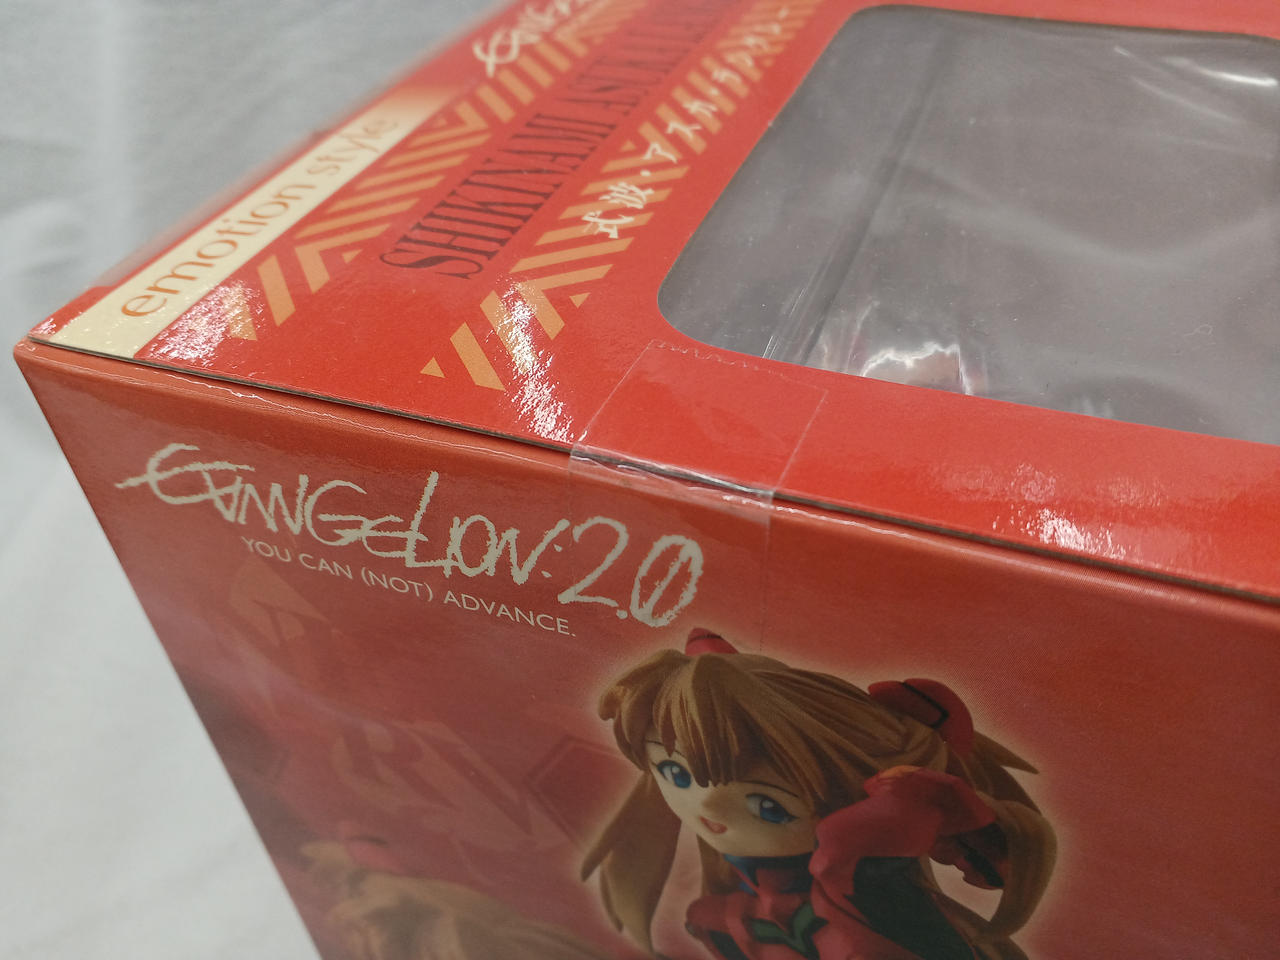 emotion style
SHIKINAMI ASUKA
式波・アスカ・ラングレー
EVANGELION:2.0
YOU CAN (NOT) ADVANCE.